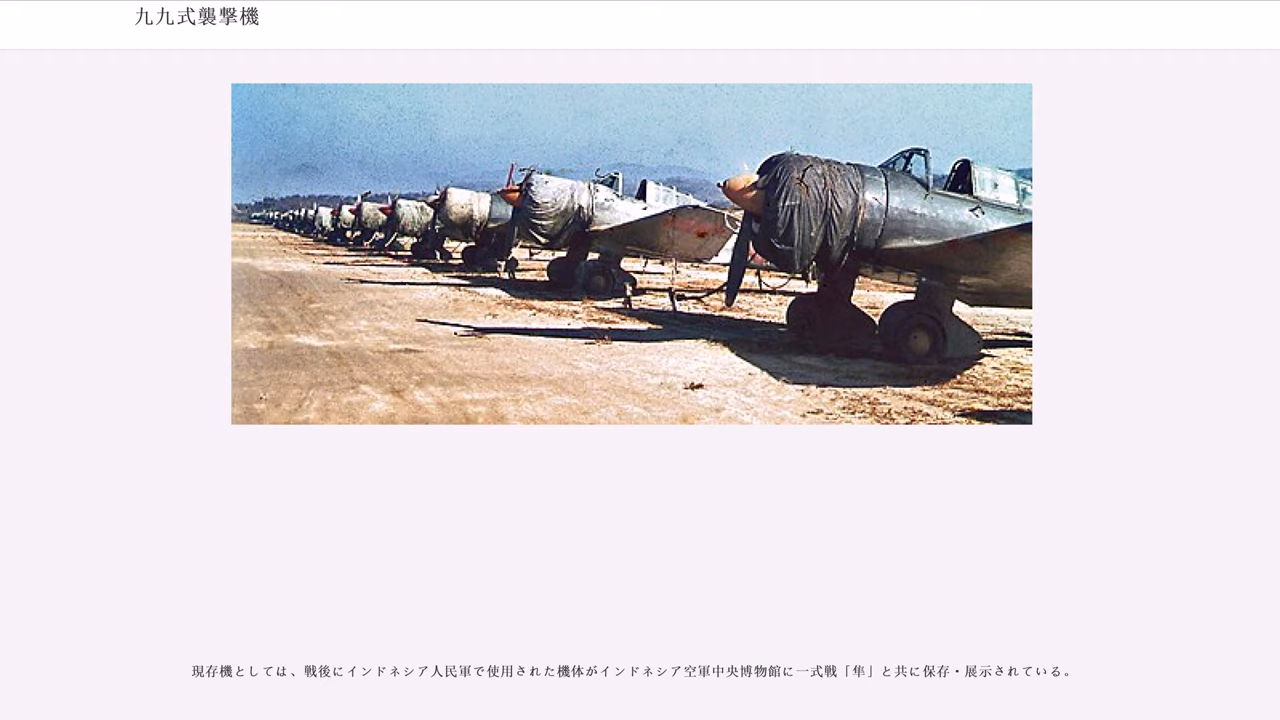 九九式襲撃機
現存機としては、戦後にインドネシア人民軍で使用された機体がインドネシア空軍中央博物館に一式戦「隼」と共に保存・展示されている。